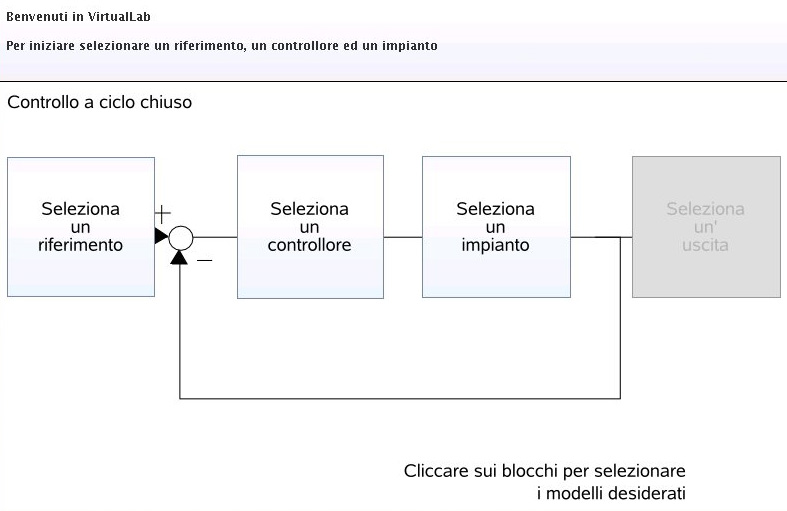 Benvenuti in VirtualLab
Per iniziare selezionare un riferimento, un controllore ed un impianto
Controllo a ciclo chiuso
Seleziona
un
riferimento
+
−
Seleziona
un
controllore
Seleziona
un
impianto
Seleziona
un'
uscita
Cliccare sui blocchi per selezionare
i modelli desiderati